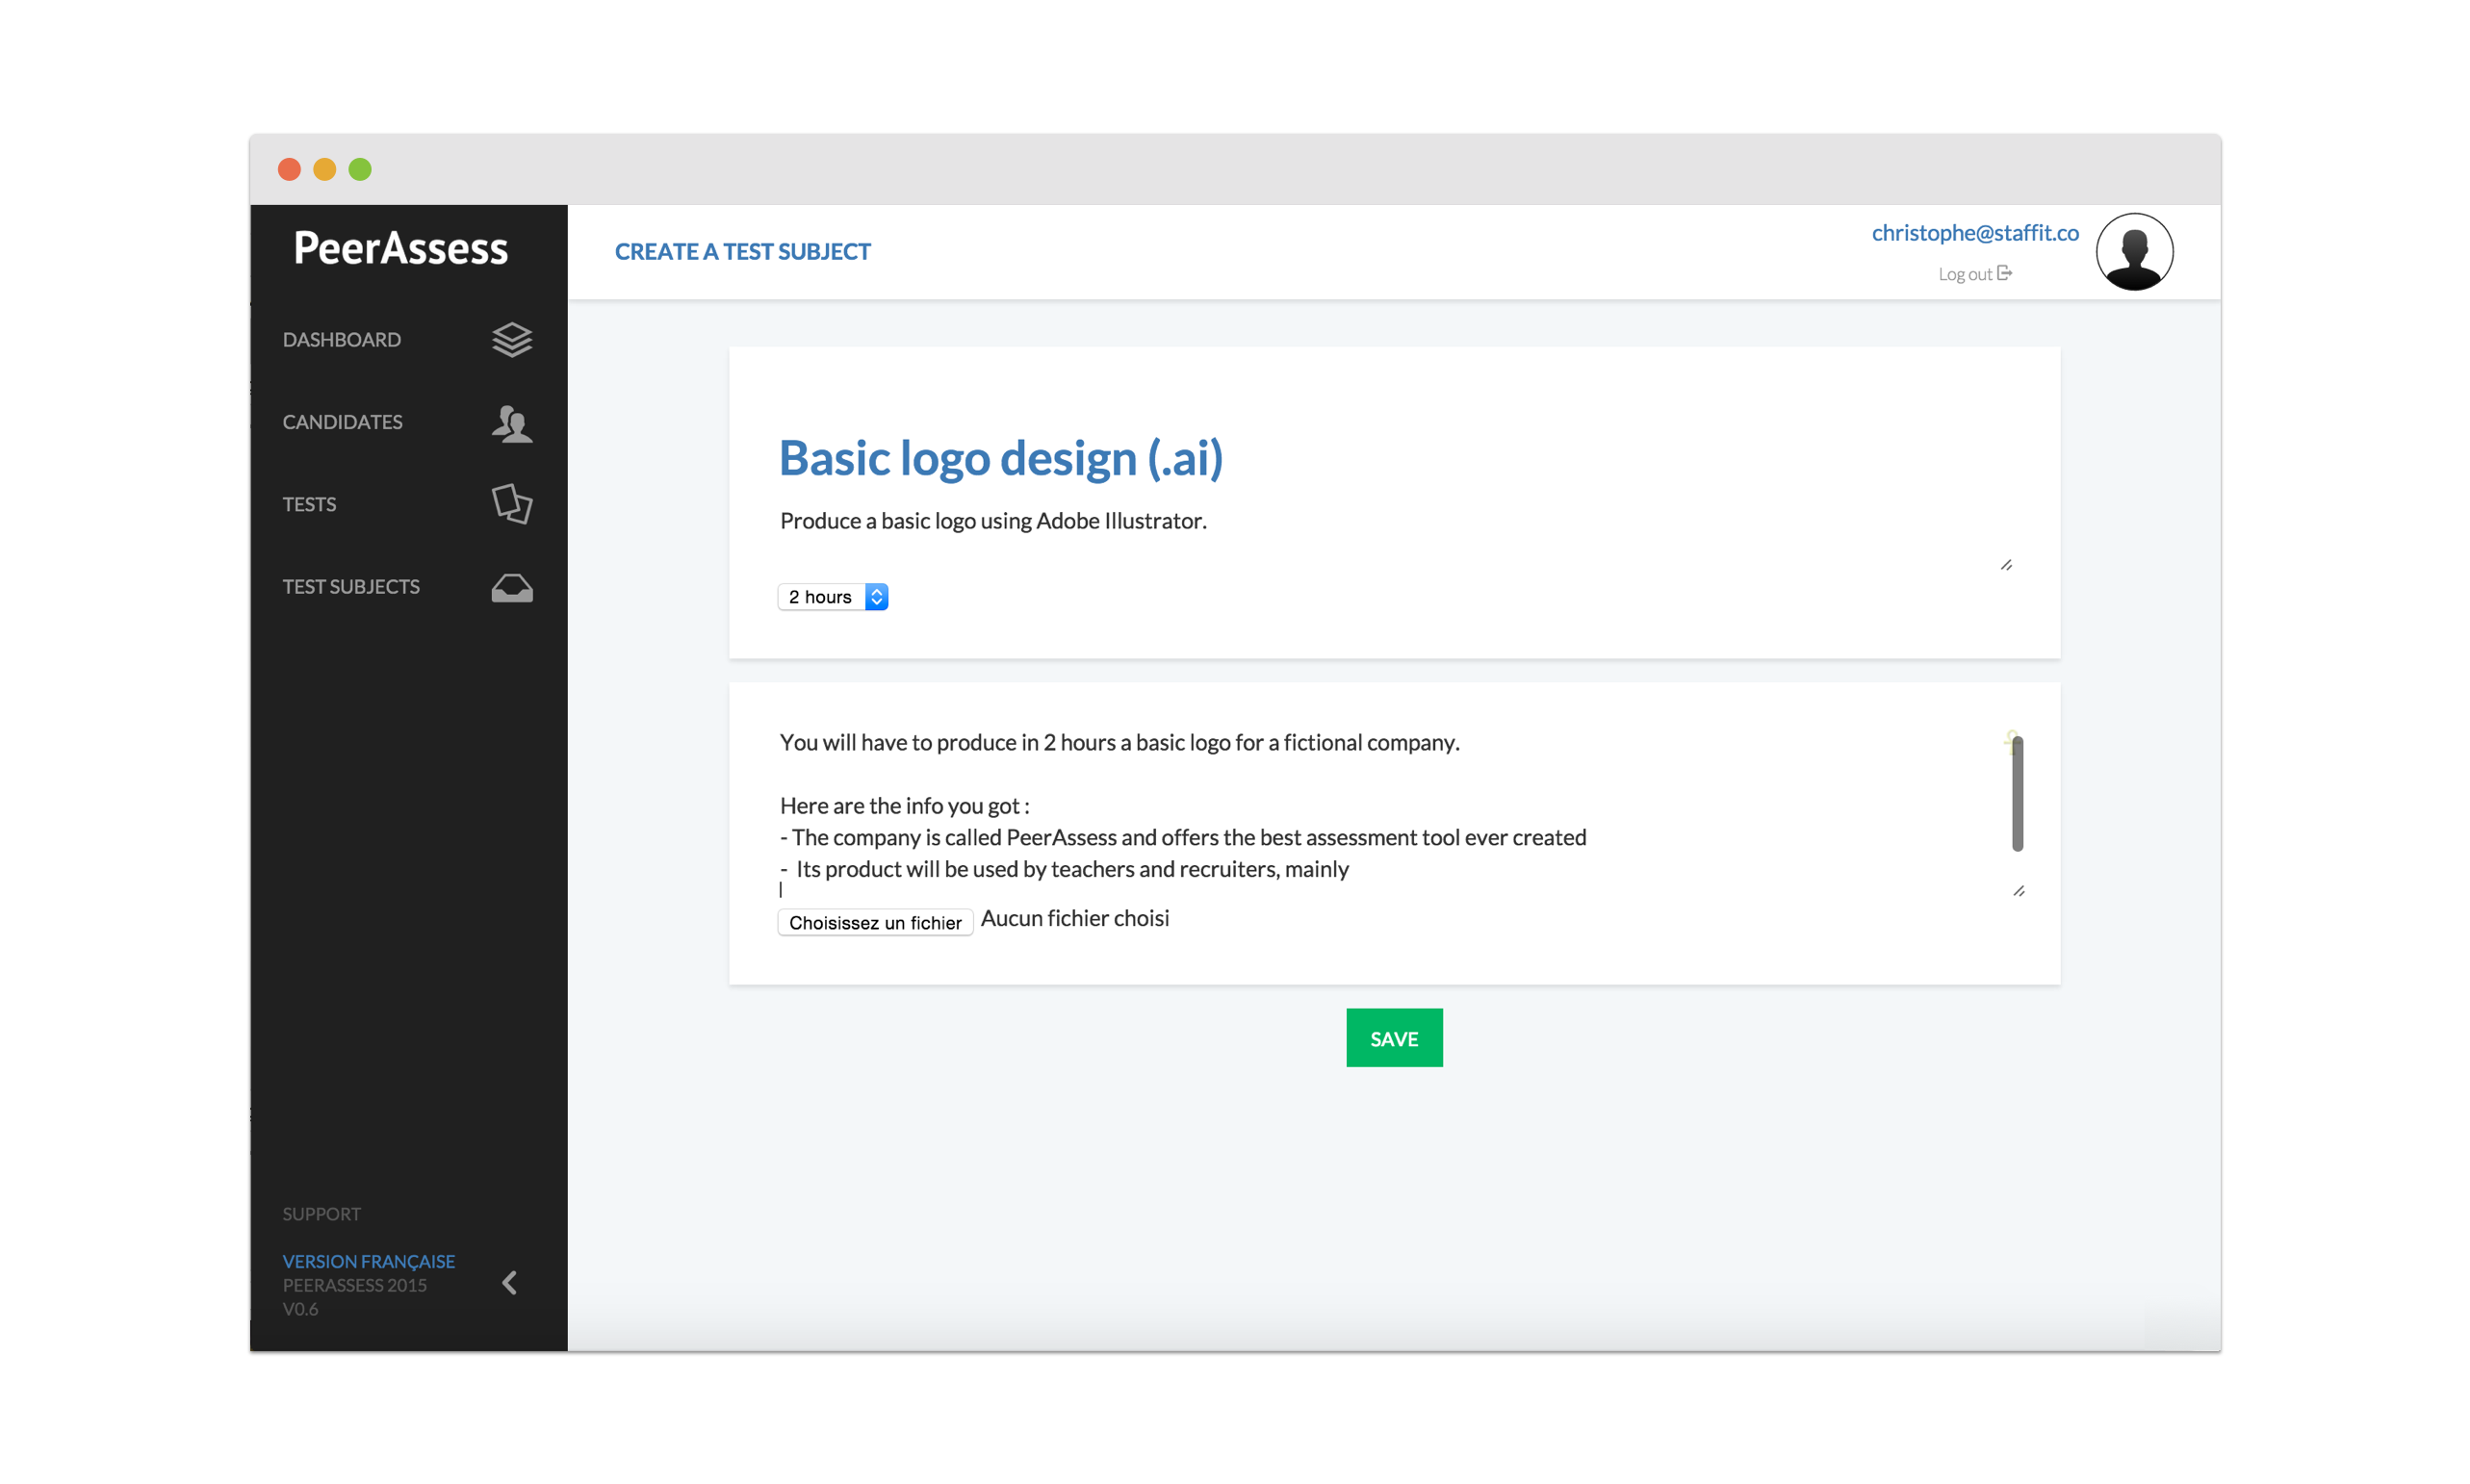 PeerAssess
CREATE A TEST SUBJECT
christophe@staffit.co
Log out
DASHBOARD
CANDIDATES
TESTS
TEST SUBJECTS
Basic logo design (.ai)
Produce a basic logo using Adobe Illustrator.
2 hours
You will have to produce in 2 hours a basic logo for a fictional company.
Here are the info you got :
- The company is called PeerAssess and offers the best assessment tool ever created
- Its product will be used by teachers and recruiters, mainly
Choisissez un fichier Aucun fichier choisi
SAVE
SUPPORT
VERSION FRANÇAISE
PEERASSESS 2015
V0.6